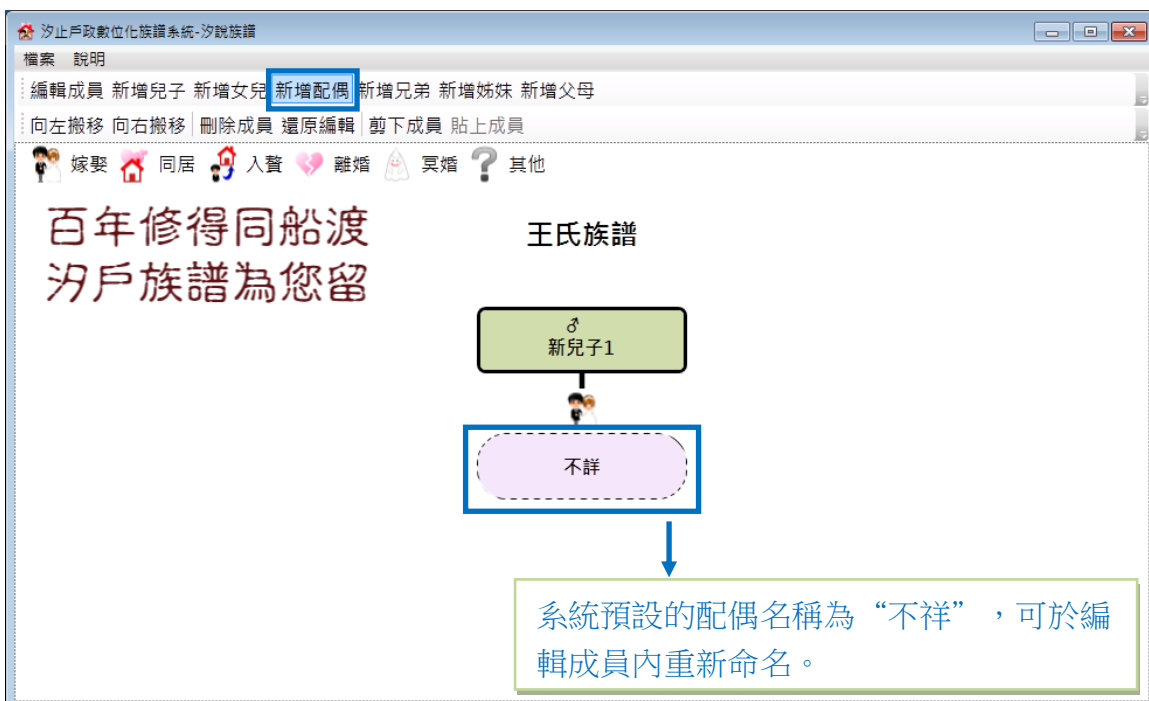 汐止戶政數位化族譜系統-汐說族譜
檔案 說明
編輯成員 新增兒子 新增女兒 新增配偶 新增兄弟 新增姊妹 新增父母
向左搬移 向右搬移 刪除成員 還原編輯 剪下成員 貼上成員
嫁娶 同居 入贅 離婚 冥婚 ? 其他
百年修得同船渡
汐戶族譜為您留
王氏族譜
♂
新兒子1
不詳
系統預設的配偶名稱為“不祥”，可於編
輯成員內重新命名。